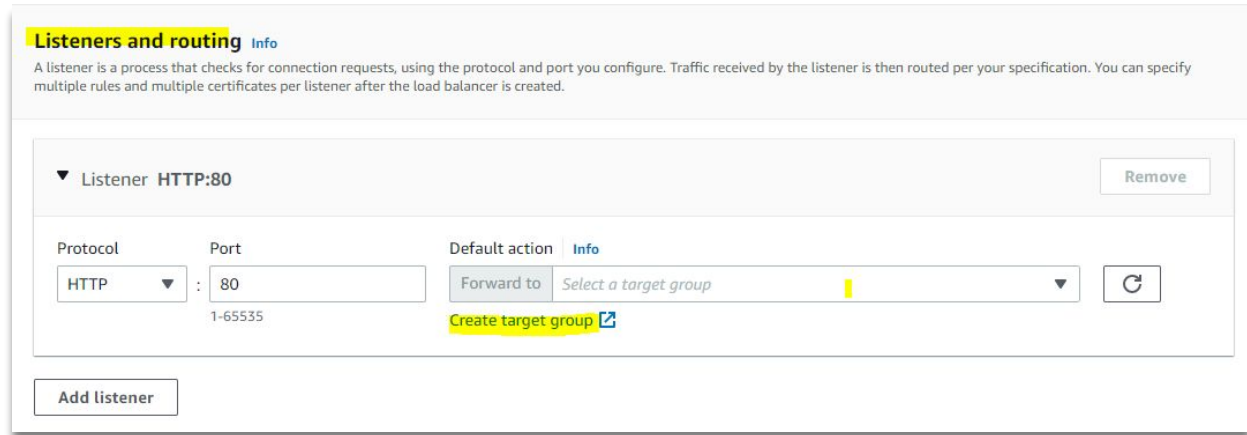 Listeners and routing Info
A listener is a process that checks for connection requests, using the protocol and port you configure. Traffic received by the listener is then routed per your specification. You can specify
multiple rules and multiple certificates per listener after the load balancer is created.
Listener HTTP:80
Remove
Protocol Port Default action Info
HTTP : 80 Forward to Select a target group
1-65535 Create target group
Add listener